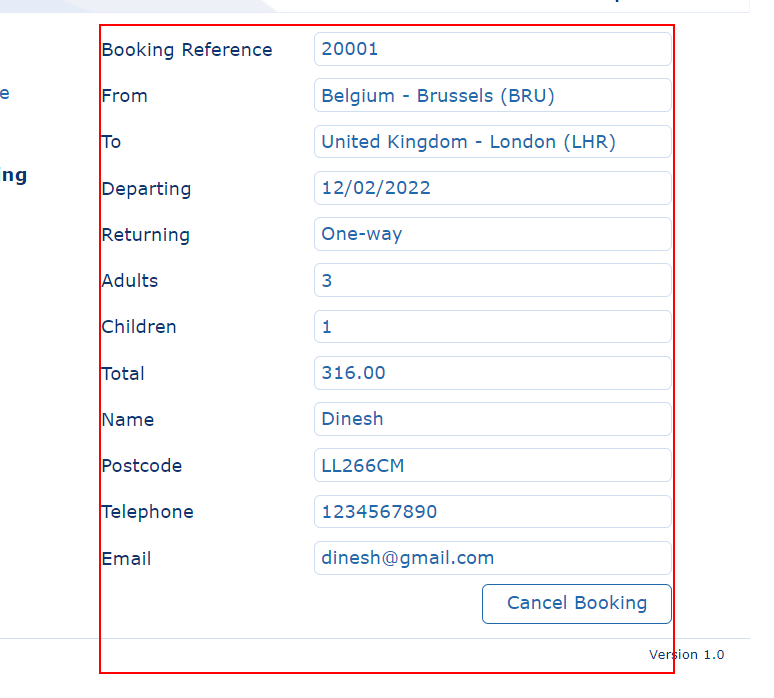 Booking Reference 20001
e
From Belgium - Brussels (BRU)
To United Kingdom - London (LHR)
ing
Departing 12/02/2022
Returning One-way
Adults 3
Children 1
Total 316.00
Name Dinesh
Postcode LL266CM
Telephone 1234567890
Email dinesh@gmail.com
Cancel Booking
Version 1.0